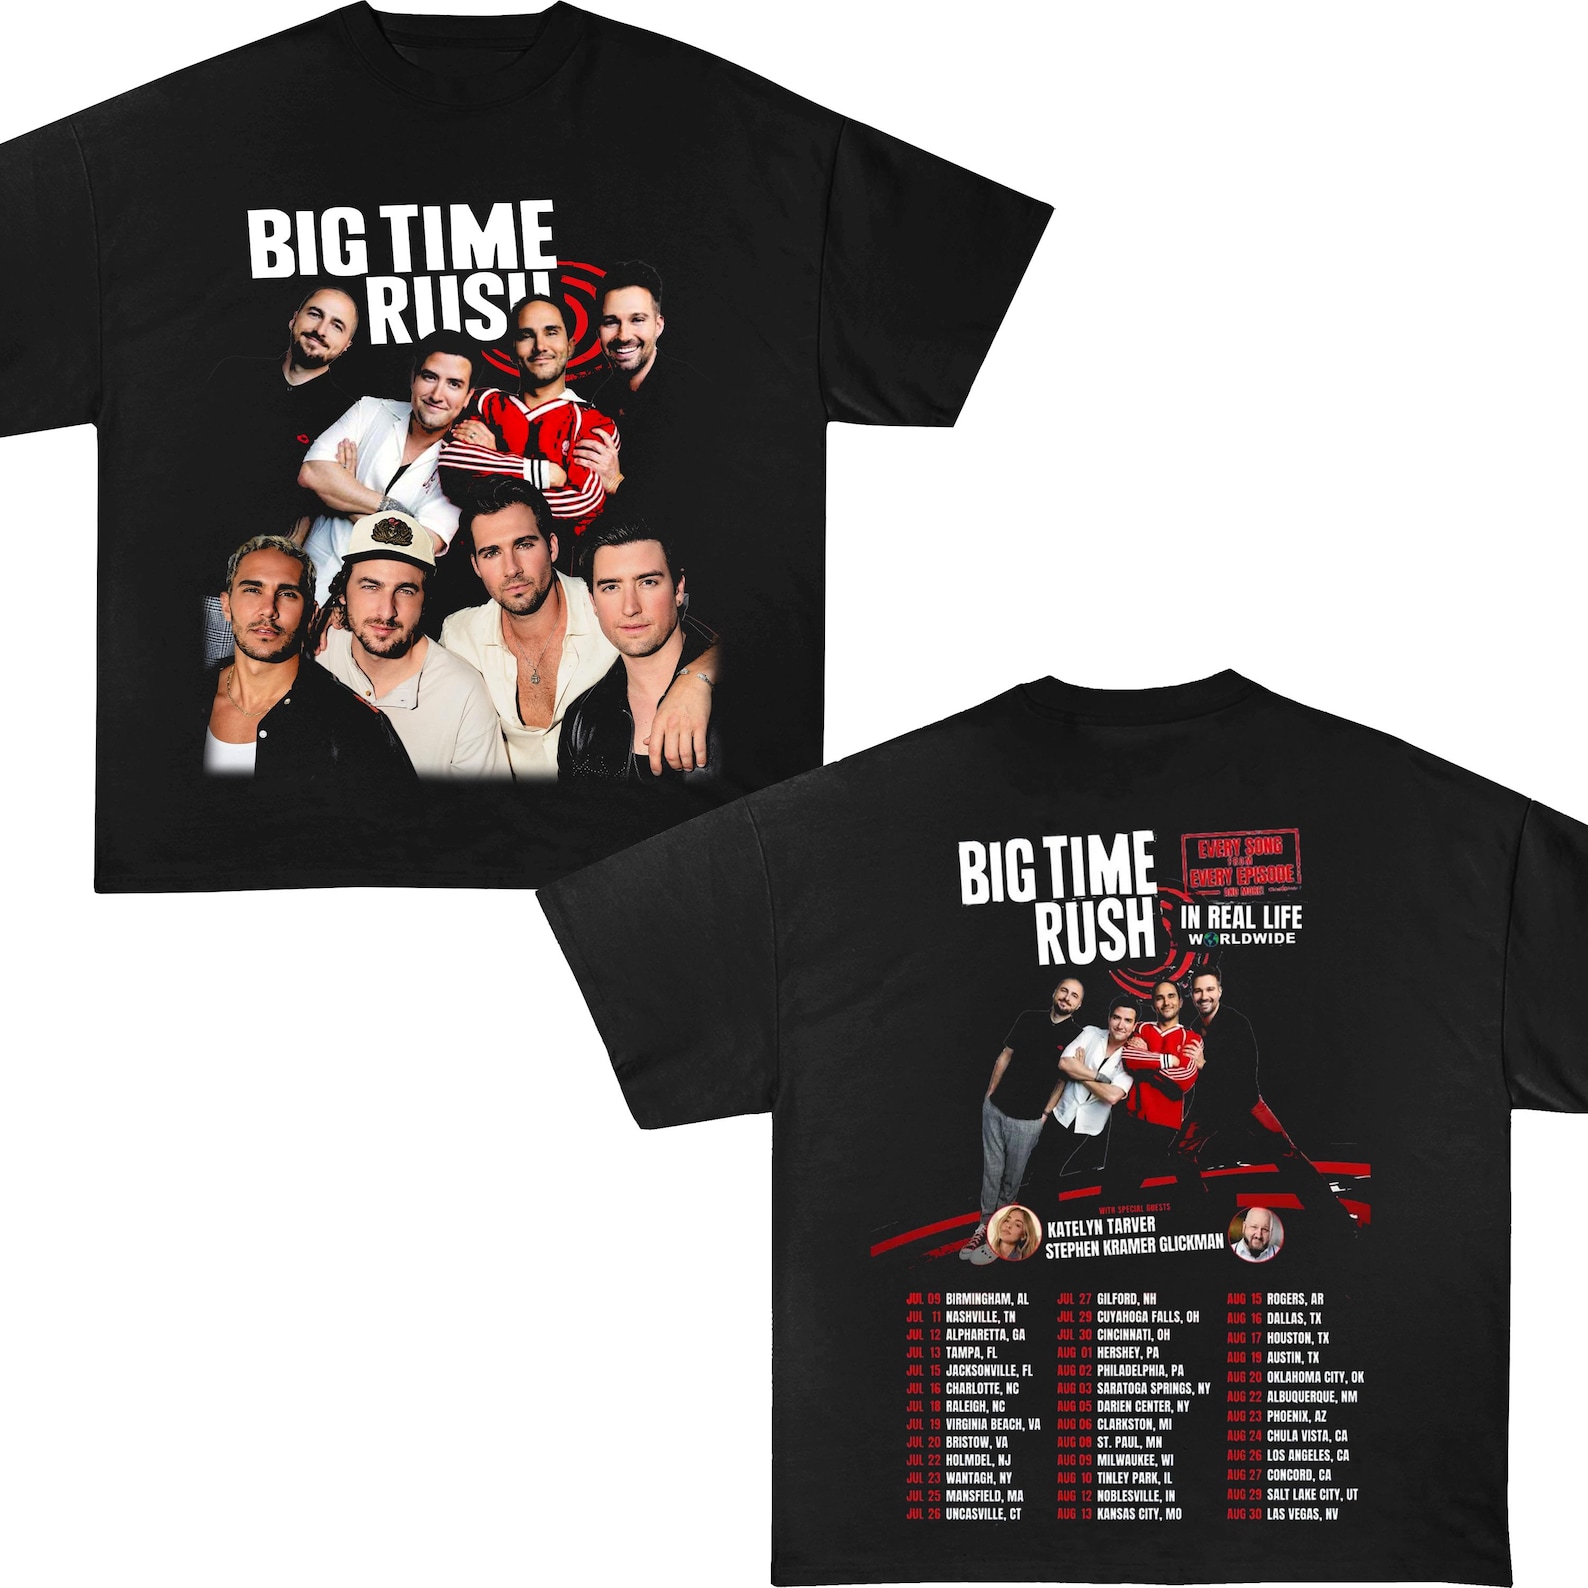 BIG TIME
RUSH
BIG TIME
RUSH
EVERY SONG
FROM
EVERY EPISODE
AND MORE!
IN REAL LIFE
WORLDWIDE
WITH SPECIAL GUESTS
KATELYN TARVER
STEPHEN KRAMER GLICKMAN
JUL 09 BIRMINGHAM, AL
JUL 11 NASHVILLE, TN
JUL 12 ALPHARETTA, GA
JUL 13 TAMPA, FL
JUL 15 JACKSONVILLE, FL
JUL 16 CHARLOTTE, NC
JUL 18 RALEIGH, NC
JUL 19 VIRGINIA BEACH, VA
JUL 20 BRISTOW, VA
JUL 22 HOLMDEL, NJ
JUL 23 WANTAGH, NY
JUL 25 MANSFIELD, MA
JUL 26 UNCASVILLE, CT
JUL 27 GILFORD, NH
JUL 29 CUYAHOGA FALLS, OH
JUL 30 CINCINNATI, OH
AUG 01 HERSHEY, PA
AUG 02 PHILADELPHIA, PA
AUG 03 SARATOGA SPRINGS, NY
AUG 05 DARIEN CENTER, NY
AUG 06 CLARKSTON, MI
AUG 08 ST. PAUL, MN
AUG 09 MILWAUKEE, WI
AUG 10 TINLEY PARK, IL
AUG 12 NOBLESVILLE, IN
AUG 13 KANSAS CITY, MO
AUG 15 ROGERS, AR
AUG 16 DALLAS, TX
AUG 17 HOUSTON, TX
AUG 19 AUSTIN, TX
AUG 20 OKLAHOMA CITY, OK
AUG 22 ALBUQUERQUE, NM
AUG 23 PHOENIX, AZ
AUG 24 CHULA VISTA, CA
AUG 26 LOS ANGELES, CA
AUG 27 CONCORD, CA
AUG 29 SALT LAKE CITY, UT
AUG 30 LAS VEGAS, NV